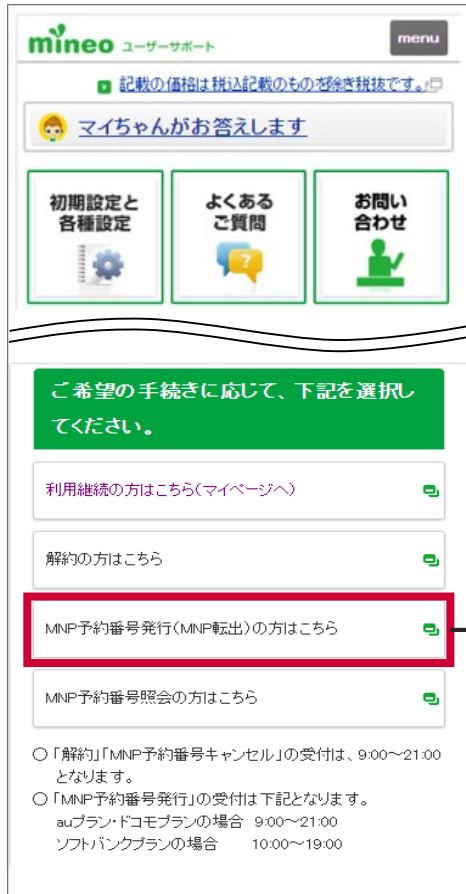 mineo ユーザーサポート
menu
記載の価格は税込記載のものを除き税抜です。
マイちゃんがお答えします
初期設定と
各種設定
よくある
ご質問
お問い
合わせ
ご希望の手続きに応じて、下記を選択し
てください。
利用継続の方はこちら(マイページへ)
解約の方はこちら
MNP予約番号発行(MNP転出)の方はこちら
MNP予約番号照会の方はこちら
○「解約」「MNP予約番号キャンセル」の受付は、9:00～21:00
となります。
○「MNP予約番号発行」の受付は下記となります。
auプラン・ドコモプランの場合 9:00～21:00
ソフトバンクプランの場合 10:00～19:00